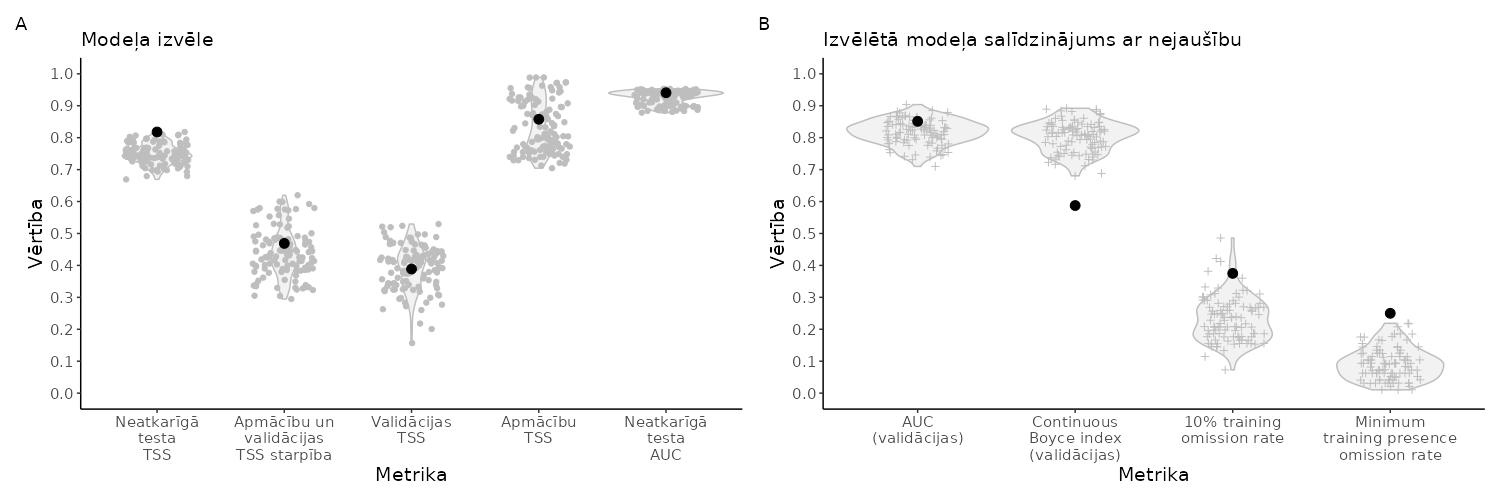 A
Modeļa izvēle
Vērtība
1.0
0.9
0.8
0.7
0.6
0.5
0.4
0.3
0.2
0.1
0.0
Neatkarīgā
testa
TSS
Apmācību un
validācijas
TSS starpība
Validācijas
TSS
Apmācību
TSS
Neatkarīgā
testa
AUC
Metrika
B
Izvēlētā modeļa salīdzinājums ar nejaušību
Vērtība
1.0
0.9
0.8
0.7
0.6
0.5
0.4
0.3
0.2
0.1
0.0
AUC
(validācijas)
Continuous
Boyce index
(validācijas)
10% training
omission rate
Minimum
training presence
omission rate
Metrika